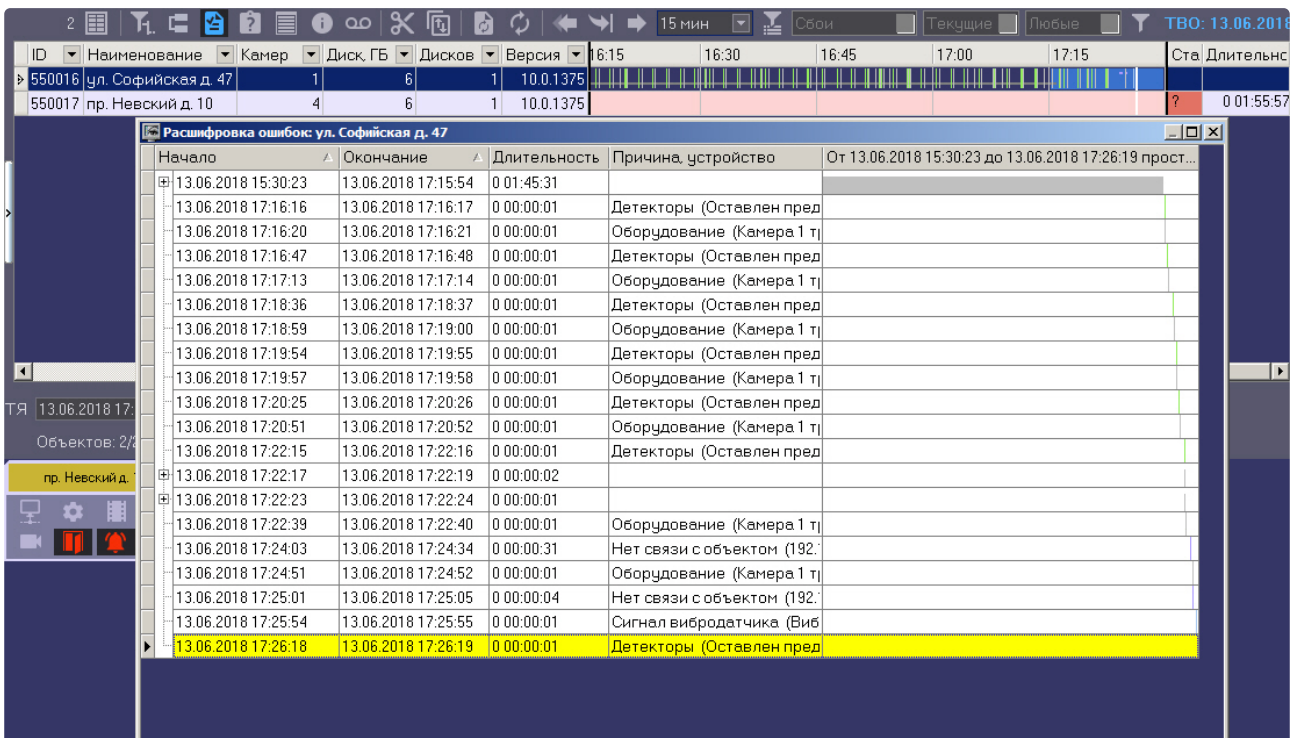 2 15 мин Сбои Текущие Любые ТВО: 13.06.2018
ID Наименование Камер Диск, ГБ Дисков Версия 16:15 16:30 16:45 17:00 17:15 Ста Длительнс
550016 ул. Софийская д. 47 1 6 1 10.0.1375
550017 пр. Невский д. 10 4 6 1 10.0.1375 ? 0 01:55:57
Расшифровка ошибок: ул. Софийская д. 47
Начало Окончание Длительность Причина, устройство От 13.06.2018 15:30:23 до 13.06.2018 17:26:19 прост...
13.06.2018 15:30:23 13.06.2018 17:15:54 0 01:45:31
13.06.2018 17:16:16 13.06.2018 17:16:17 0 00:00:01 Детекторы (Оставлен пред
13.06.2018 17:16:20 13.06.2018 17:16:21 0 00:00:01 Оборудование (Камера 1 тр
13.06.2018 17:16:47 13.06.2018 17:16:48 0 00:00:01 Детекторы (Оставлен пред
13.06.2018 17:17:13 13.06.2018 17:17:14 0 00:00:01 Оборудование (Камера 1 тр
13.06.2018 17:18:36 13.06.2018 17:18:37 0 00:00:01 Детекторы (Оставлен пред
13.06.2018 17:18:59 13.06.2018 17:19:00 0 00:00:01 Оборудование (Камера 1 тр
13.06.2018 17:19:54 13.06.2018 17:19:55 0 00:00:01 Детекторы (Оставлен пред
13.06.2018 17:19:57 13.06.2018 17:19:58 0 00:00:01 Оборудование (Камера 1 тр
13.06.2018 17:20:25 13.06.2018 17:20:26 0 00:00:01 Детекторы (Оставлен пред
тя 13.06.2018 17:
13.06.2018 17:20:51 13.06.2018 17:20:52 0 00:00:01 Оборудование (Камера 1 тр
Объектов: 2/2
13.06.2018 17:22:15 13.06.2018 17:22:16 0 00:00:01 Детекторы (Оставлен пред
пр. Невский д.
13.06.2018 17:22:17 13.06.2018 17:22:19 0 00:00:02
13.06.2018 17:22:23 13.06.2018 17:22:24 0 00:00:01
13.06.2018 17:22:39 13.06.2018 17:22:40 0 00:00:01 Оборудование (Камера 1 тр
13.06.2018 17:24:03 13.06.2018 17:24:34 0 00:00:31 Нет связи с объектом (192.
13.06.2018 17:24:51 13.06.2018 17:24:52 0 00:00:01 Оборудование (Камера 1 тр
13.06.2018 17:25:01 13.06.2018 17:25:05 0 00:00:04 Нет связи с объектом (192.
13.06.2018 17:25:54 13.06.2018 17:25:55 0 00:00:01 Сигнал вибродатчика (Виб
13.06.2018 17:26:18 13.06.2018 17:26:19 0 00:00:01 Детекторы (Оставлен пред